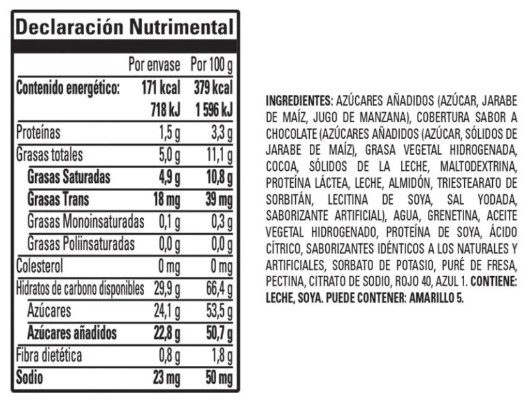 Declaración Nutrimental
Por envase Por 100 g
Contenido energético: 171 kcal 379 kcal
718 kJ 1 596 kJ
Proteínas 1,5 g 3,3 g
Grasas totales 5,0 g 11,1 g
Grasas Saturadas 4,9 g 10,8 g
Grasas Trans 18 mg 39 mg
Grasas Monoinsaturadas 0,1 g 0,3 g
Grasas Poliinsaturadas 0,0 g 0,0 g
Colesterol 0 mg 0 mg
Hidratos de carbono disponibles 29,9 g 66,4 g
Azúcares 24,1 g 53,5 g
Azúcares añadidos 22,8 g 50,7 g
Fibra dietética 0,8 g 1,8 g
Sodio 23 mg 50 mg
INGREDIENTES: AZÚCARES AÑADIDOS (AZÚCAR, JARABE
DE MAÍZ, JUGO DE MANZANA), COBERTURA SABOR A
CHOCOLATE (AZÚCARES AÑADIDOS (AZÚCAR, SÓLIDOS DE
JARABE DE MAÍZ), GRASA VEGETAL HIDROGENADA,
COCOA, SÓLIDOS DE LA LECHE, MALTODEXTRINA,
PROTEÍNA LÁCTEA, LECHE, ALMIDÓN, TRIESTEARATO DE
SORBITÁN, LECITINA DE SOYA, SAL YODADA,
SABORIZANTE ARTIFICIAL), AGUA, GRENETINA, ACEITE
VEGETAL HIDROGENADO, PROTEÍNA DE SOYA, ÁCIDO
CÍTRICO, SABORIZANTES IDÉNTICOS A LOS NATURALES Y
ARTIFICIALES, SORBATO DE POTASIO, PURÉ DE FRESA,
PECTINA, CITRATO DE SODIO, ROJO 40, AZUL 1. CONTIENE:
LECHE, SOYA. PUEDE CONTENER: AMARILLO 5.